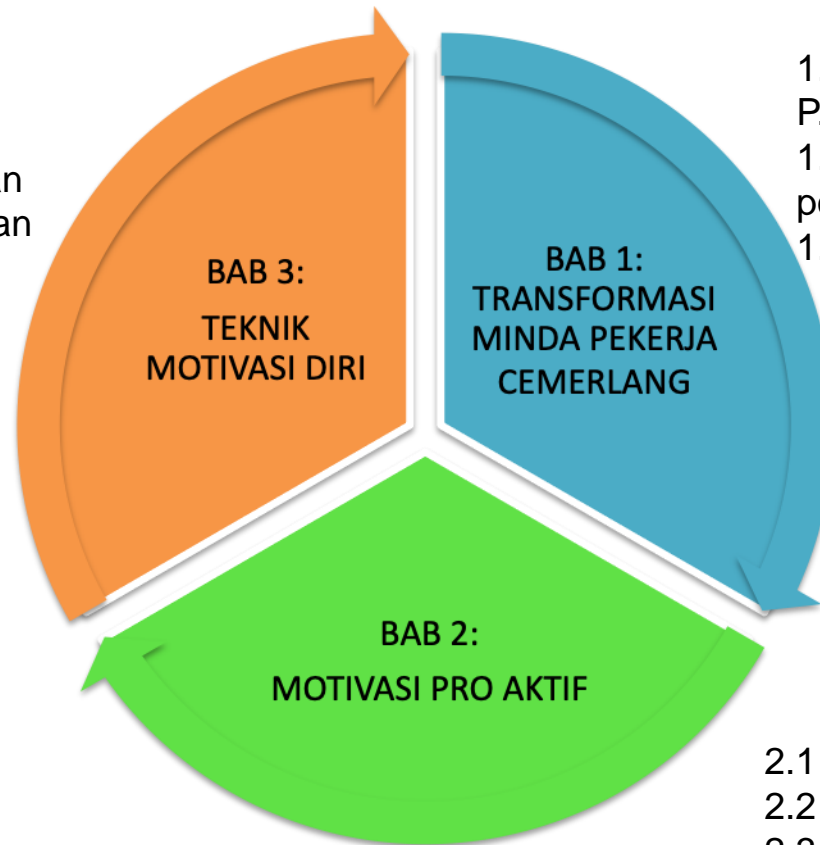 BAB 1:
TRANSFORMASI
MINDA PEKERJA
CEMERLANG
BAB 2:
MOTIVASI PRO AKTIF
BAB 3:
TEKNIK
MOTIVASI DIRI
2.1
2.2